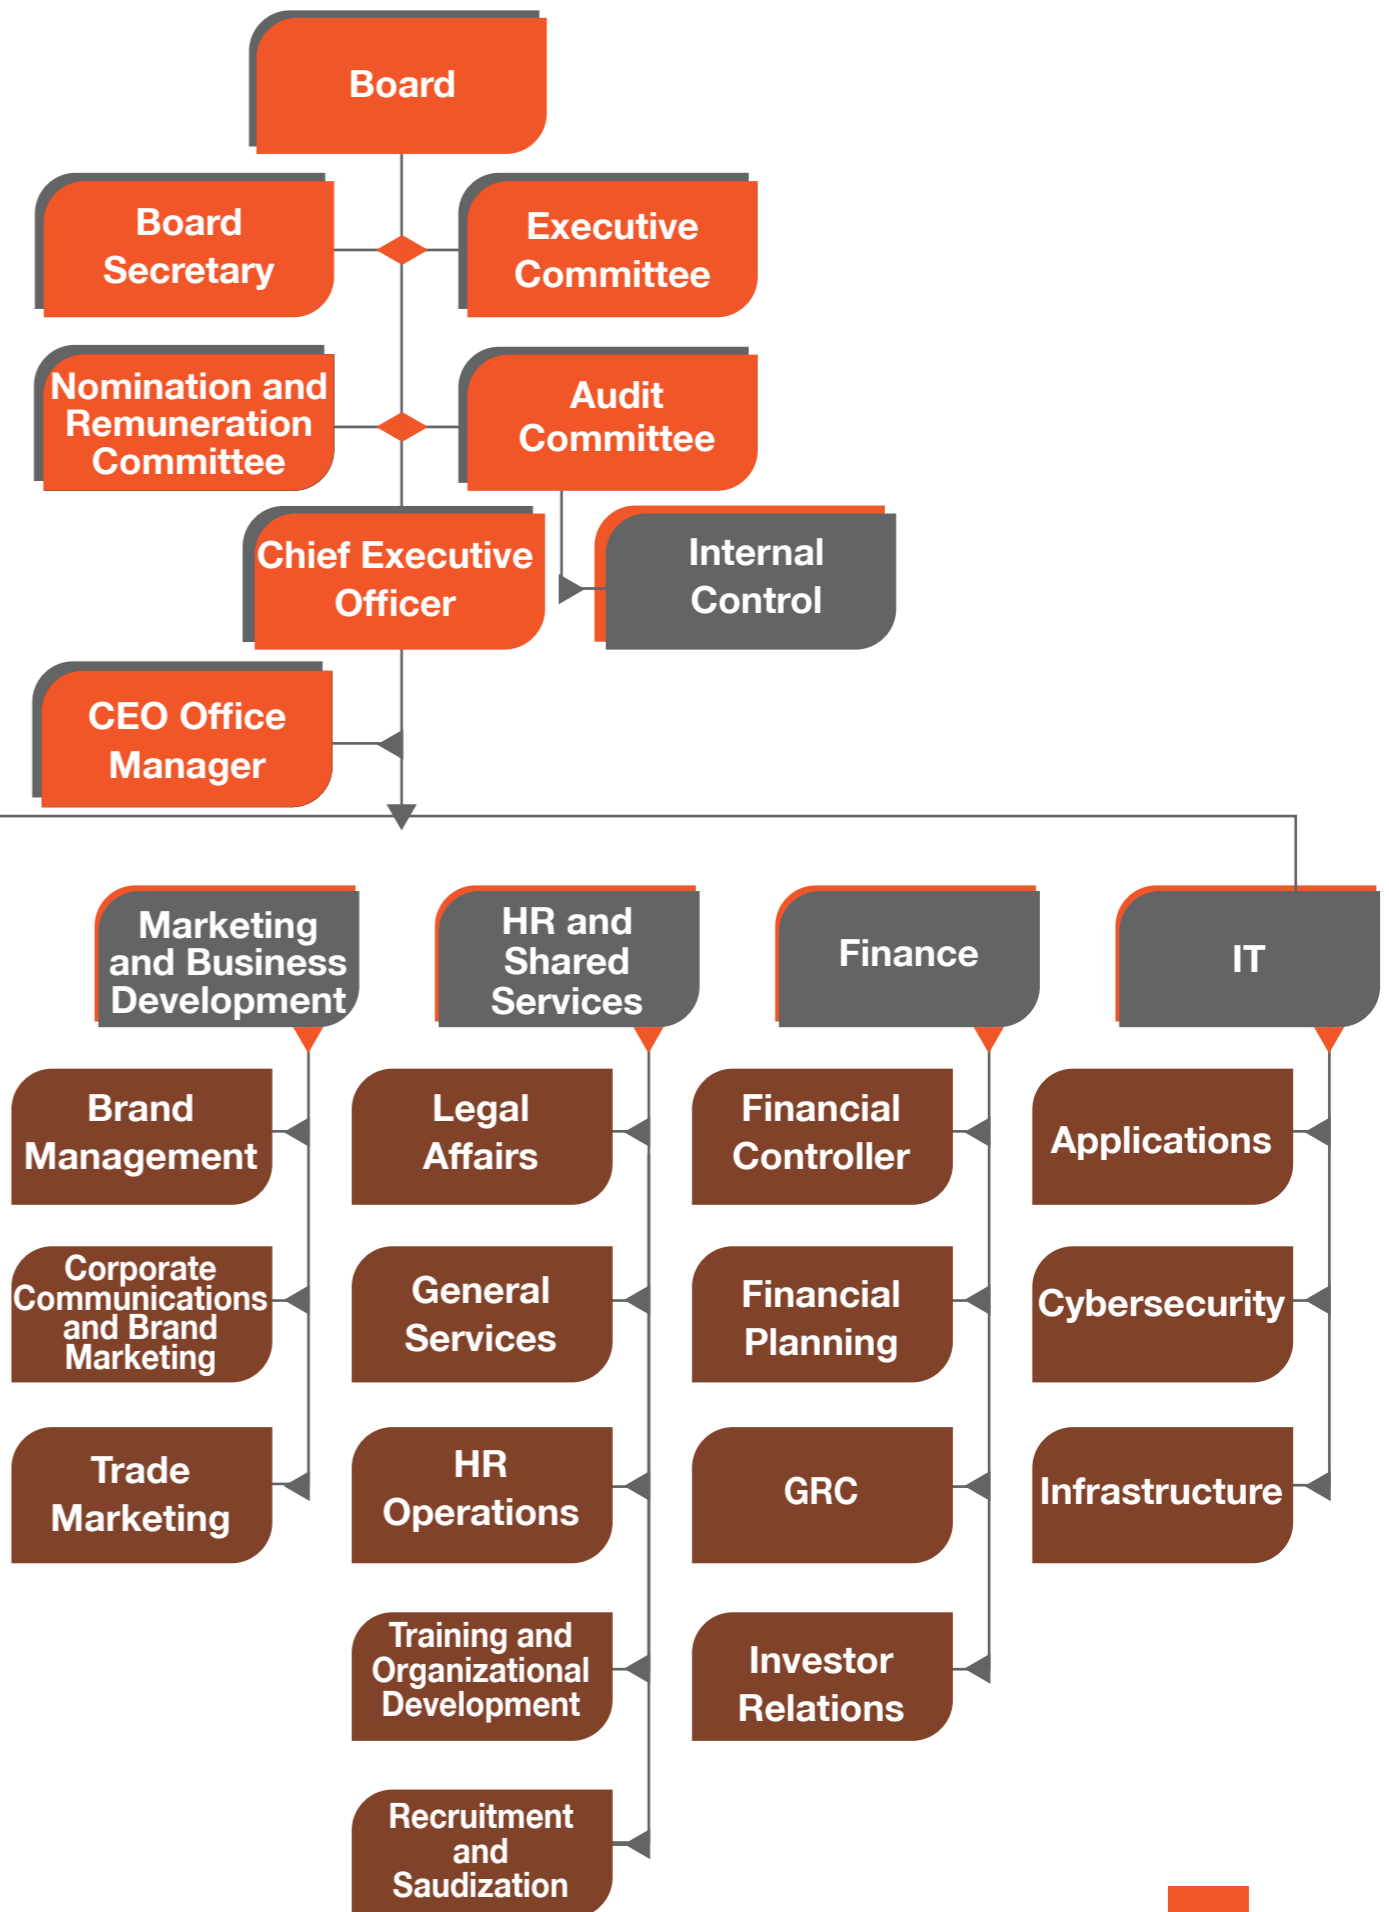 Board
Board
Secretary
Executive
Committee
Nomination and
Remuneration
Committee
Audit
Committee
Chief Executive
Officer
Internal
Control
CEO Office
Manager
Marketing
and Business
Development
HR and
Shared
Services
Finance
IT
Brand
Management
Legal
Affairs
Financial
Controller
Applications
Corporate
Communications
and Brand
Marketing
General
Services
Financial
Planning
Cybersecurity
Trade
Marketing
HR
Operations
GRC
Infrastructure
Training and
Organizational
Development
Investor
Relations
Recruitment
and
Saudization